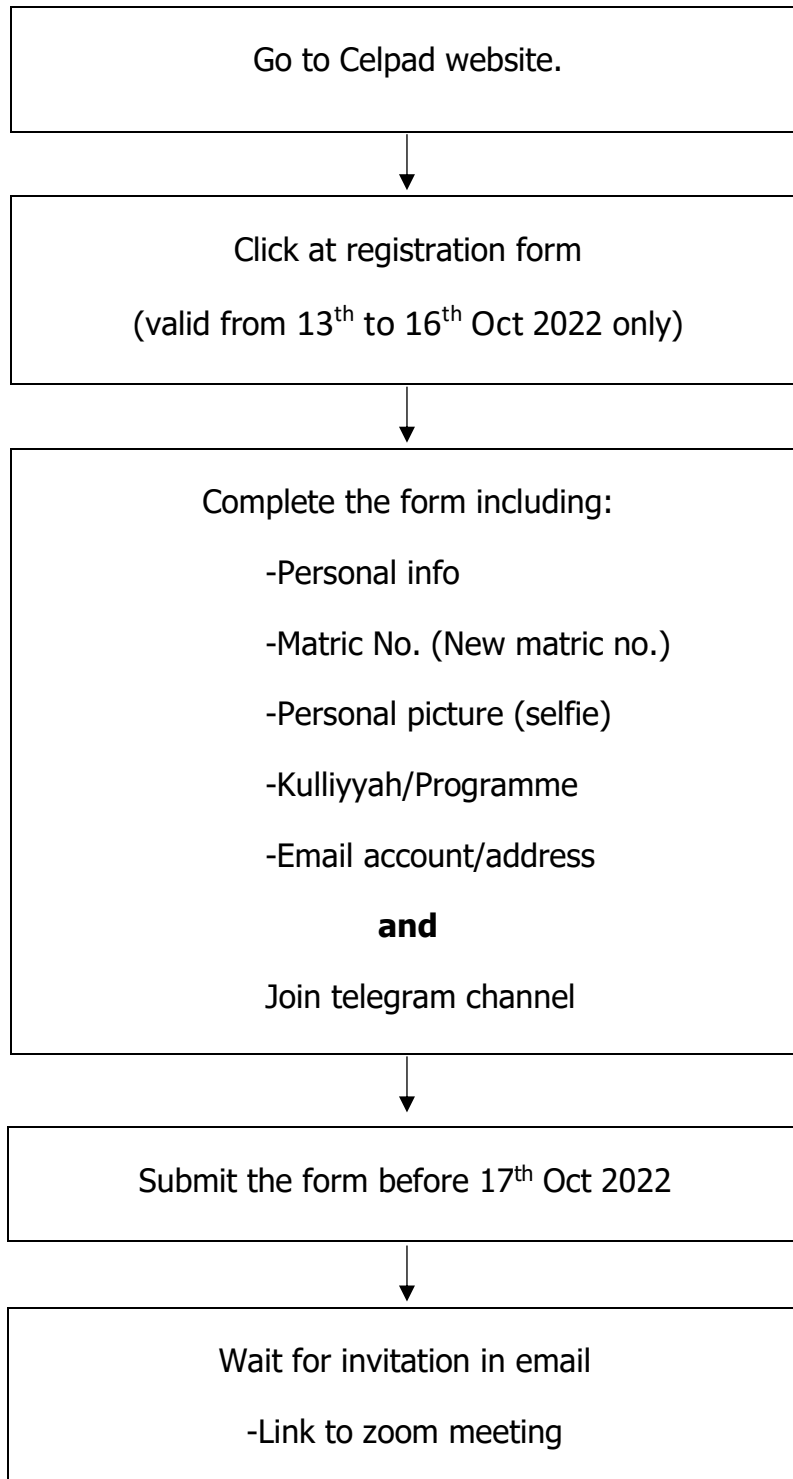 Go to Celpad website.
Click at registration form
(valid from 13th to 16th Oct 2022 only)
Complete the form including:
-Personal info
-Matric No. (New matric no.)
-Personal picture (selfie)
-Kulliyyah/Programme
-Email account/address
and
Join telegram channel
Submit the form before 17th Oct 2022
Wait for invitation in email
-Link to zoom meeting